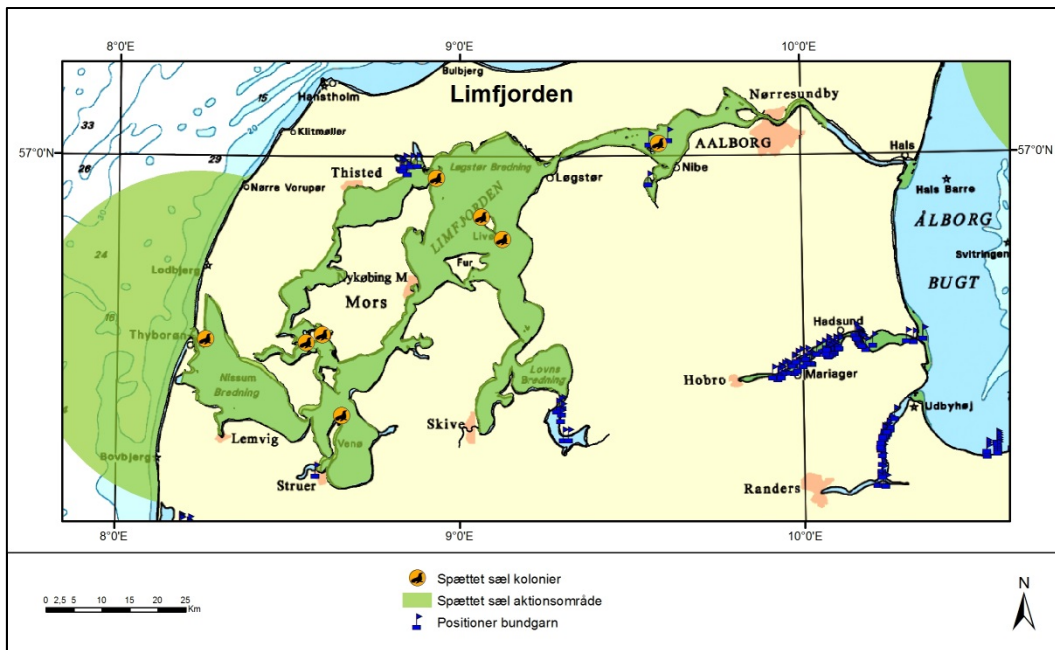 8°0'E
9°0'E
10°0'E
Bulbjerg
15
20
Hanstholm
Limfjorden
Nørresundby
33
Klitmøller
AALBORG
57°0'N
57°0'N
26
29
Hals
Thisted
Løgstør Bredning
Løgstør
Nibe
Nørre Vorupør
Hals Barre
LIMFJORDEN
ÅLBORG
Livø
Svitringen
24
Fur
Lodbjerg
Nykøbing M
BUGT
Mors
Thyborøn
Hadsund
Nissum
Bredning
Lovns
Bredning
Hobro
Mariager
Udbyhøj
Lemvig
Venø
Skive
Bovbjerg
Struer
Randers
8°0'E
9°0'E
10°0'E
Spættet sæl kolonier
Spættet sæl aktionsområde
Positioner bundgarn
0 2,5 5 10 15 20 25
Km
N